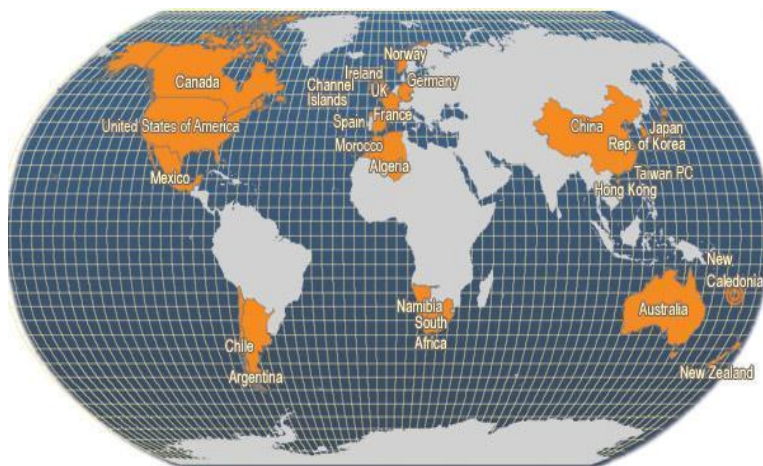 Norway
Canada
Ireland
Germany
Channel
Islands
UK
United States of America
Spain
France
China
Japan
Morocco
Rep. of Korea
Mexico
Algeria
Taiwan PC
Hong Kong
New
Caledonia
Namibia
Australia
South
Africa
Chile
Argentina
New Zealand